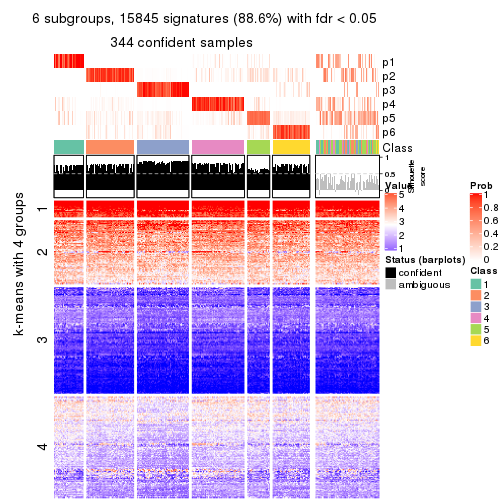 6 subgroups, 15845 signatures (88.6%) with fdr < 0.05
344 confident samples
p1
p2
p3
p4
p5
p6
Class
1
0.5
0
Silhouette
score
k-means with 4 groups
1
2
3
4
Value
5
4
3
2
1
Status (barplots)
confident
ambiguous
Prob
1
0.8
0.6
0.4
0.2
0
Class
1
2
3
4
5
6